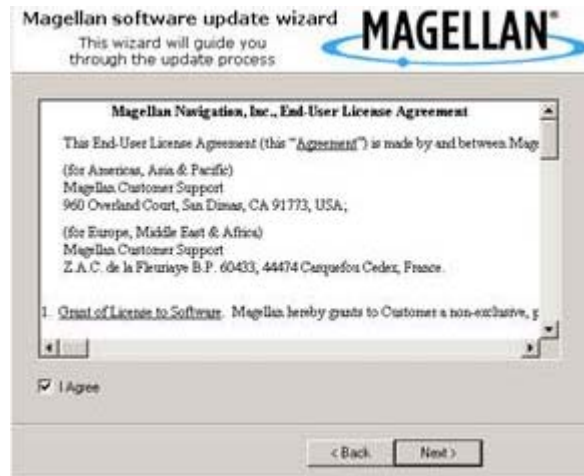 Magellan software update wizard
This wizard will guide you
through the update process
MAGELLAN®
Magellan Navigation, Inc., End-User License Agreement
This End-User License Agreement (this "Agreement") is made by and between Mage
(for Americas, Asia & Pacific)
Magellan Customer Support
960 Overland Court, San Dimas, CA 91773, USA;
(for Europe, Middle East & Africa)
Magellan Customer Support
Z.A.C. de la Fleuriaye B.P. 60433, 44474 Carquefou Cedex, France.
1. Grant of License to Software. Magellan hereby grants to Customer a non-exclusive, p
I Agree
< Back
Next >